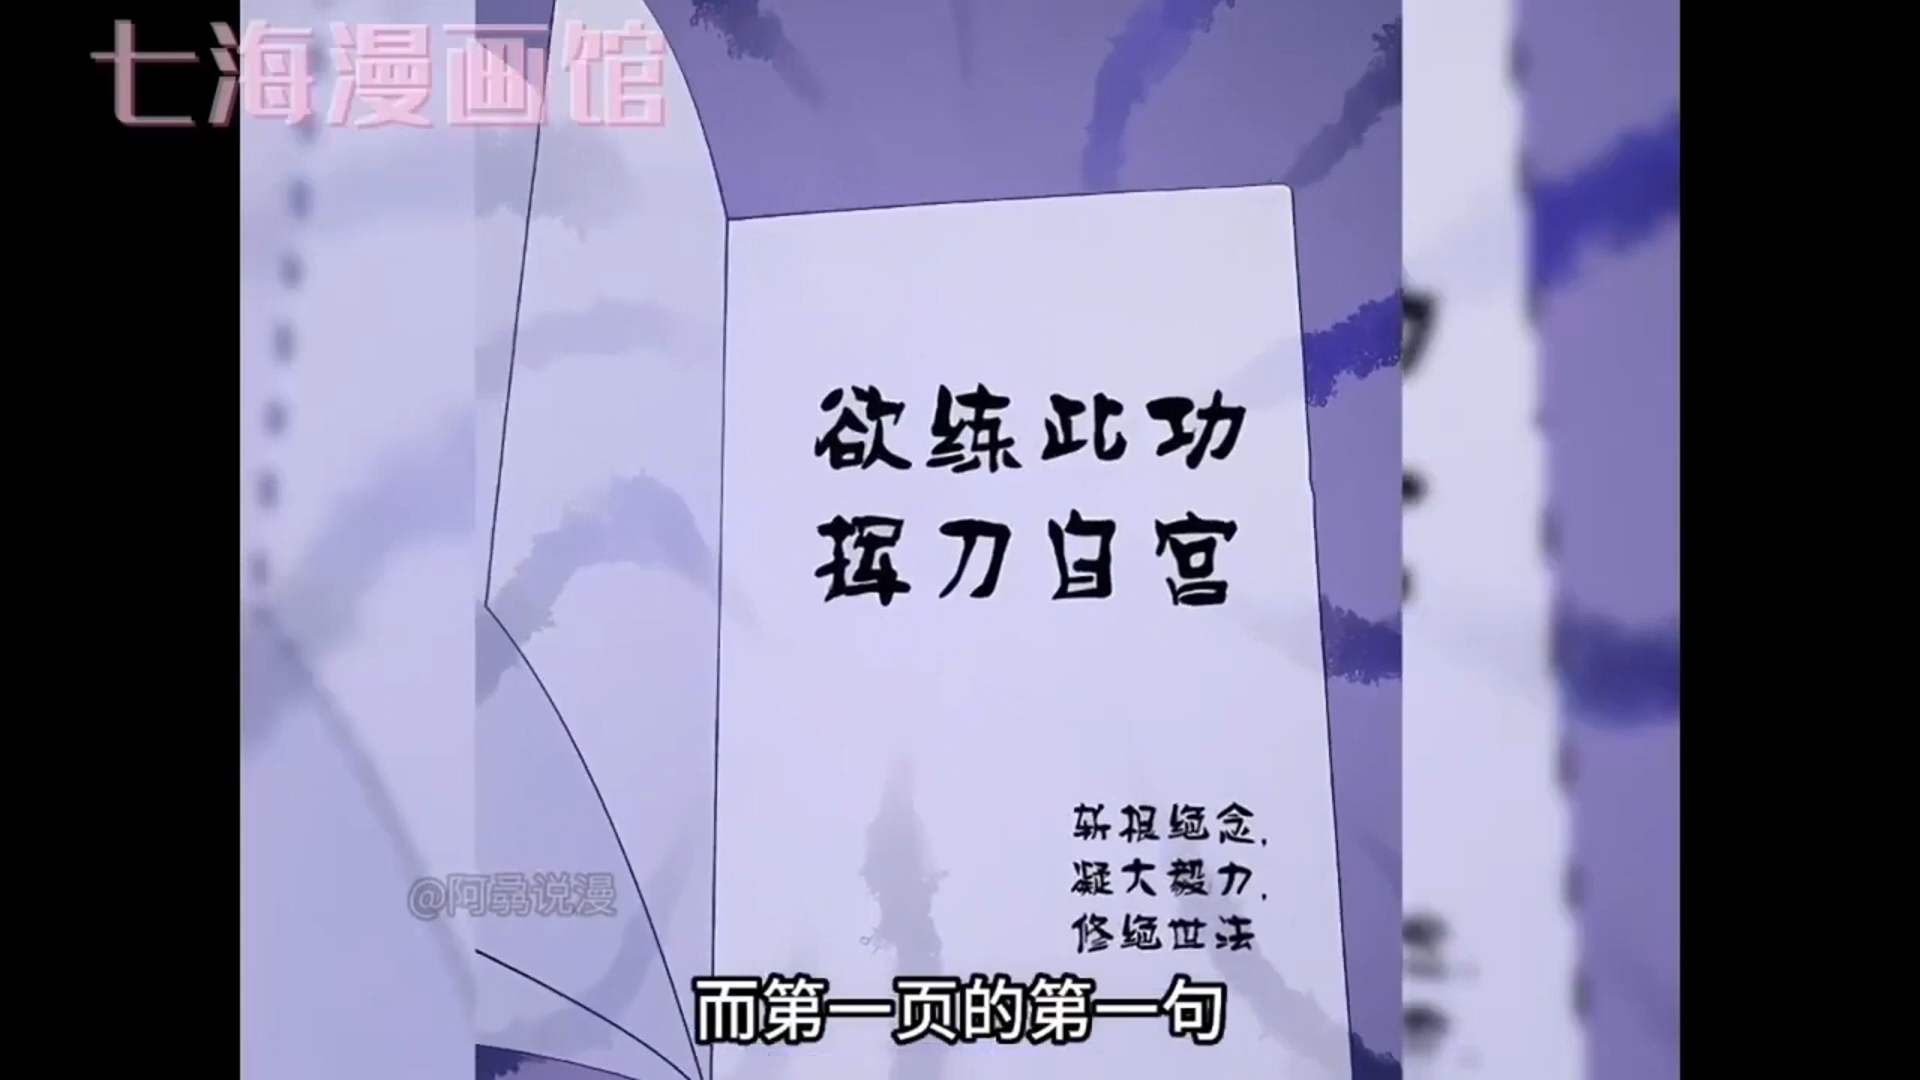 七海漫画馆
欲练此功
挥刀自宫
斩根绝念,
凝大毅力,
修绝世法
@阿骉说漫
而第一页的第一句